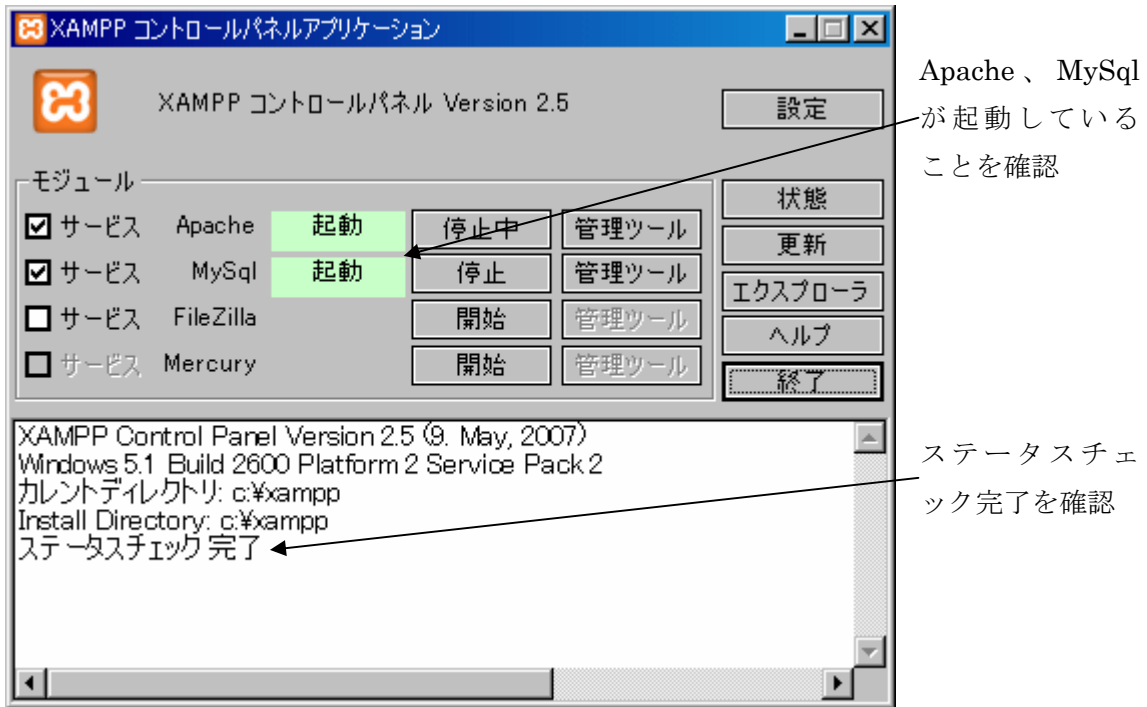 XAMPP コントロールパネルアプリケーション
XAMPP コントロールパネル Version 2.5
設定
モジュール
サービス Apache 起動 停止中 管理ツール
サービス MySql 起動 停止 管理ツール
サービス FileZilla 開始 管理ツール
サービス Mercury 開始 管理ツール
状態
更新
エクスプローラ
ヘルプ
終了
XAMPP Control Panel Version 2.5 (9. May, 2007)
Windows 5.1 Build 2600 Platform 2 Service Pack 2
カレントディレクトリ: c:¥xampp
Install Directory: c:¥xampp
ステータスチェック 完了
Apache 、 MySql
が起動している
ことを確認
ステータスチェ
ック完了を確認